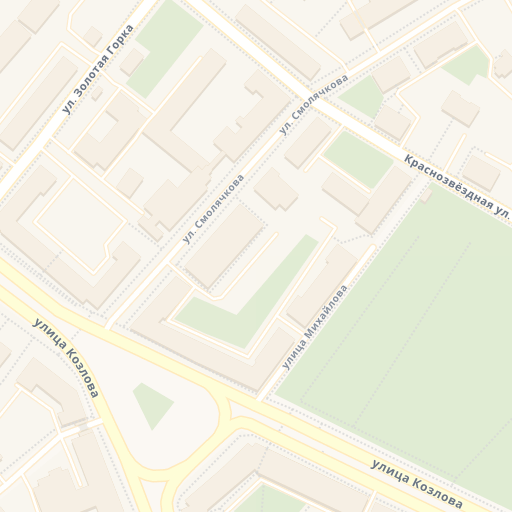 ул. Золотая Горка
ул. Смолячкова
Краснозвёздная ул.
ул. Смолячкова
улица Михайлова
улица Козлова
улица Козлова